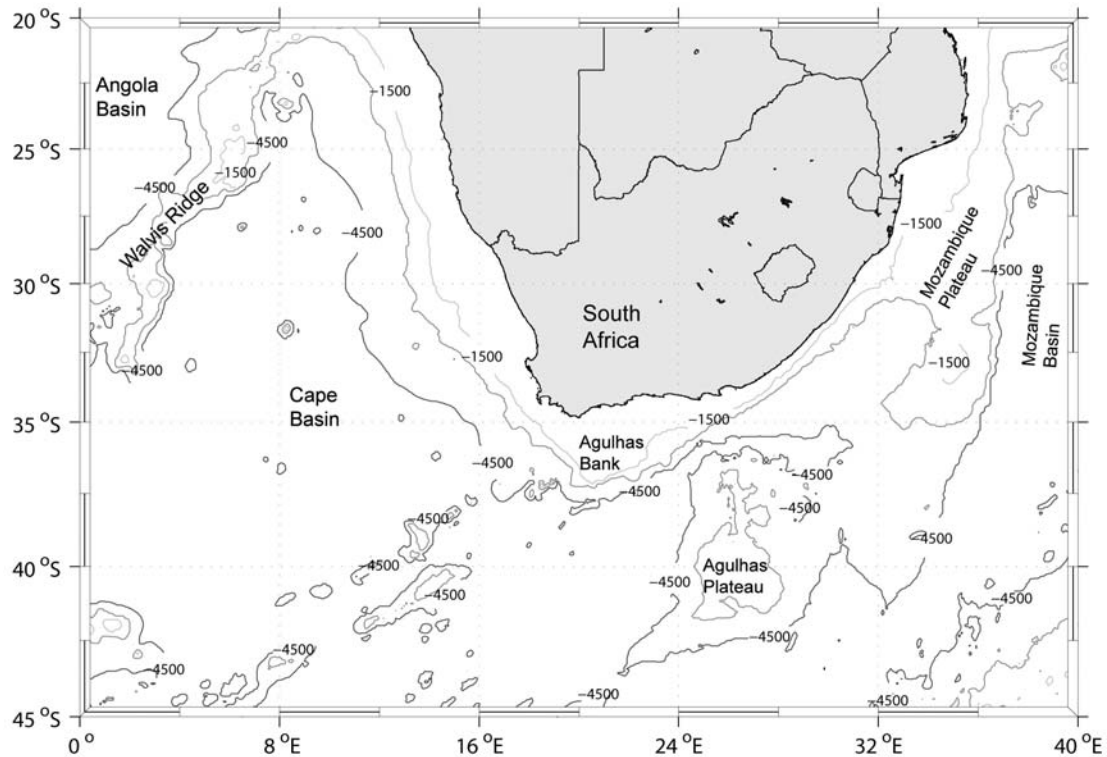 20 °S
Angola
Basin
−1500
−4500
25 °S
−1500
−4500
Walvis Ridge
−4500
−1500
Mozambique
Plateau
−4500
30 °S
Mozambique
Basin
South
Africa
−4500
−1500
−1500
Cape
Basin
35 °S
−1500
Agulhas
Bank
−4500
−4500
−4500
−4500
−4500
−4500
−4500
40 °S
−4500
−4500
Agulhas
Plateau
−4500
−4500
−4500
−4500
−4500
−4500
45 °S
0 °
8 °E
16 °E
24 °E
32 °E
40 °E